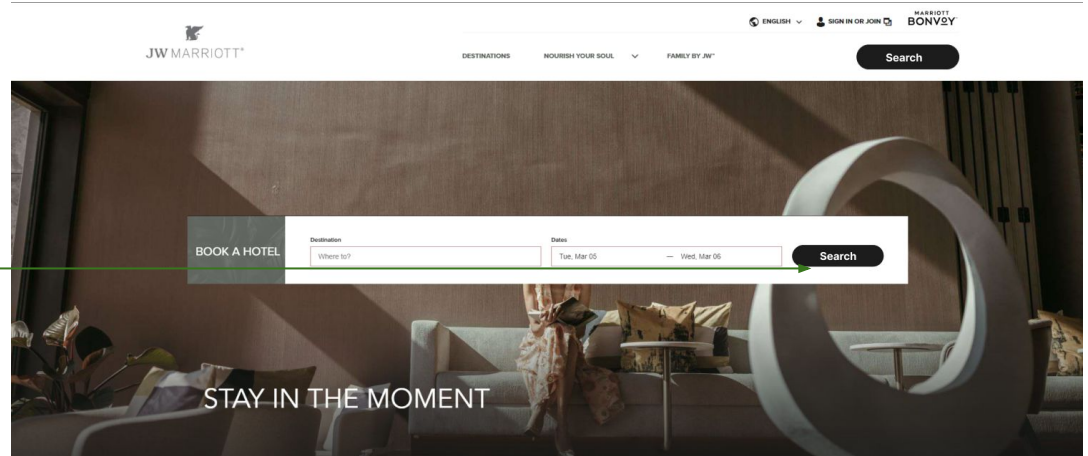 ENGLISH
SIGN IN OR JOIN
MARRIOTT
BONVOY
JW MARRIOTT®
DESTINATIONS
NOURISH YOUR SOUL
FAMILY BY JW™
Search
BOOK A HOTEL
Destination
Where to?
Dates
Tue, Mar 05 — Wed, Mar 06
Search
STAY IN THE MOMENT